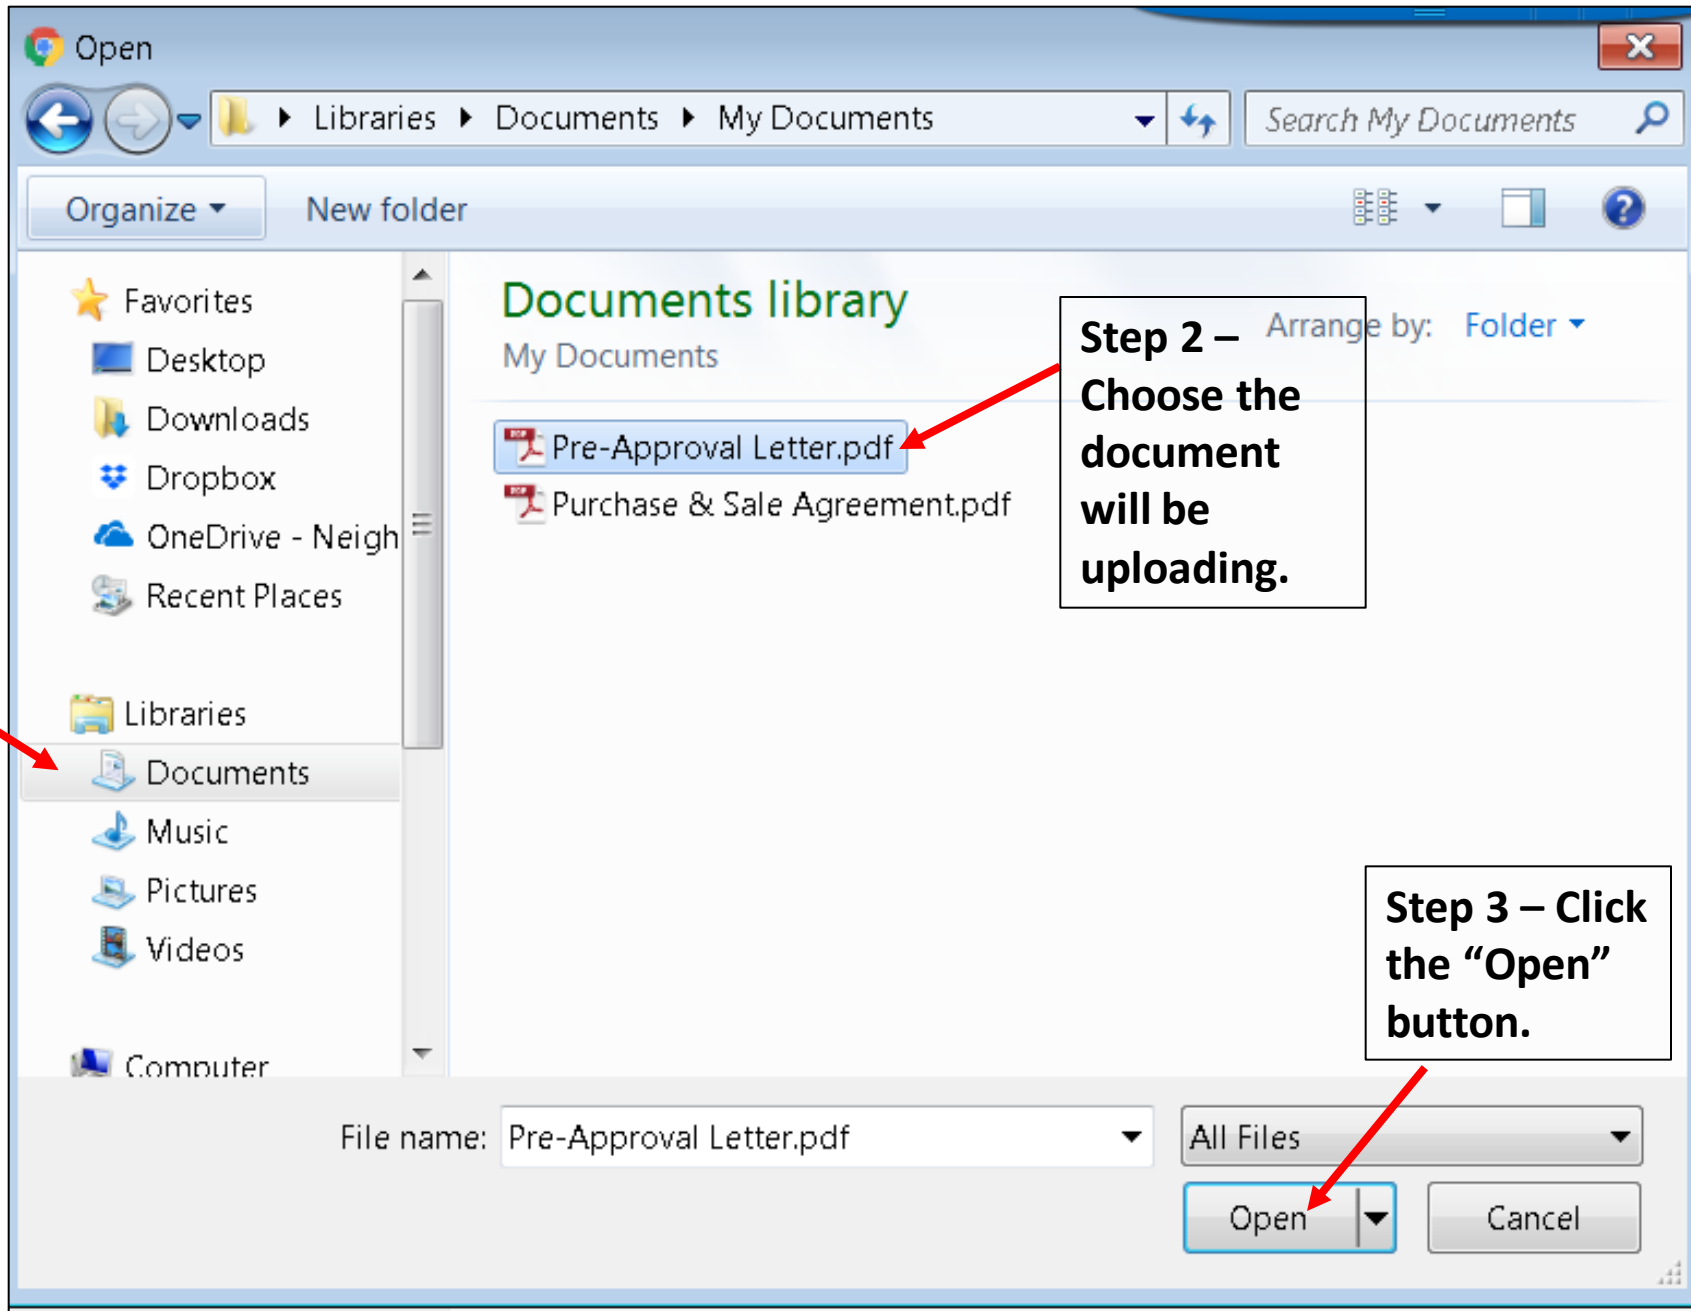 Open
Libraries Documents My Documents
Search My Documents
Organize
New folder
Favorites
Desktop
Downloads
Dropbox
OneDrive - Neigh
Recent Places
Libraries
Documents
Music
Pictures
Videos
Computer
Documents library
My Documents
Arrange by: Folder
Pre-Approval Letter.pdf
Purchase & Sale Agreement.pdf
Step 2 –
Choose the
document
will be
uploading.
Step 3 – Click
the “Open”
button.
File name: Pre-Approval Letter.pdf
All Files
Open
Cancel